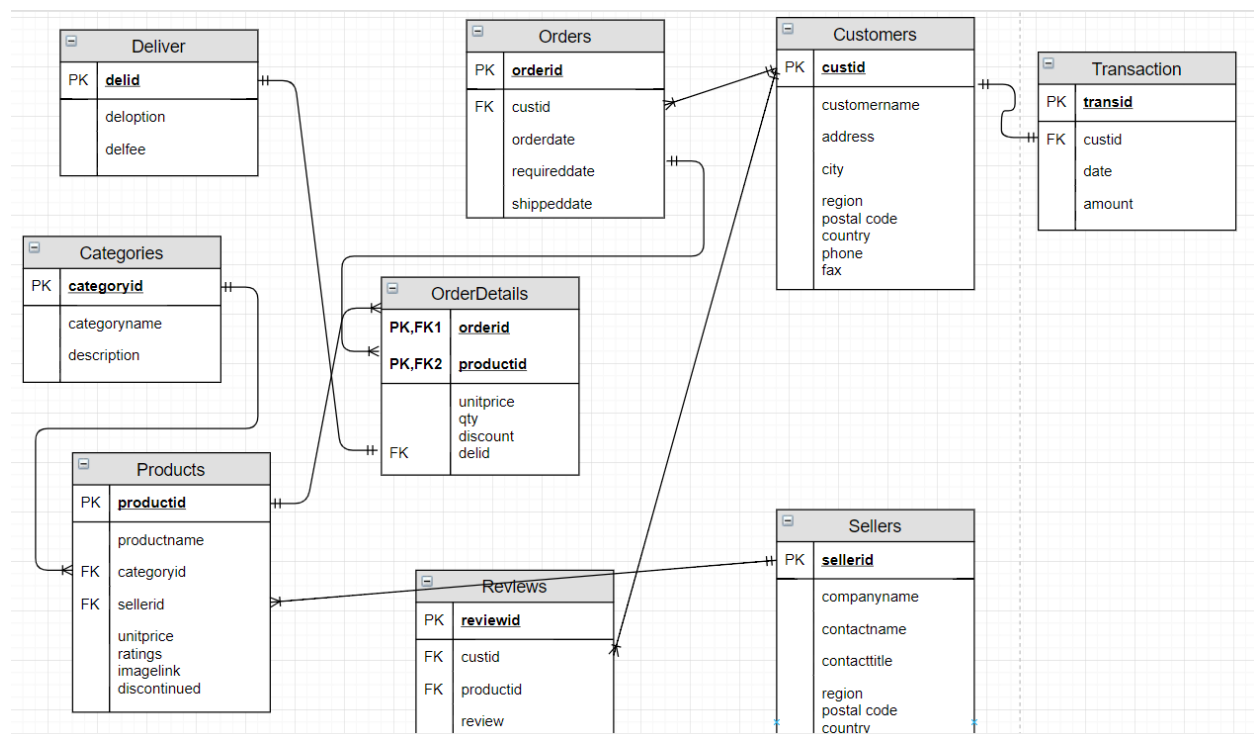 Deliver
PK delid
deloption
delfee
Orders
PK orderid
FK custid
orderdate
requireddate
shippeddate
Customers
PK custid
customername
address
city
region
postal code
country
phone
fax
Transaction
PK transid
FK custid
date
amount
Categories
PK categoryid
categoryname
description
OrderDetails
PK,FK1 orderid
PK,FK2 productid
unitprice
qty
discount
FK delid
Products
PK productid
productname
FK categoryid
FK sellerid
unitprice
ratings
imagelink
discontinued
Reviews
PK reviewid
FK custid
FK productid
review
Sellers
PK sellerid
companyname
contactname
contacttitle
region
postal code
country